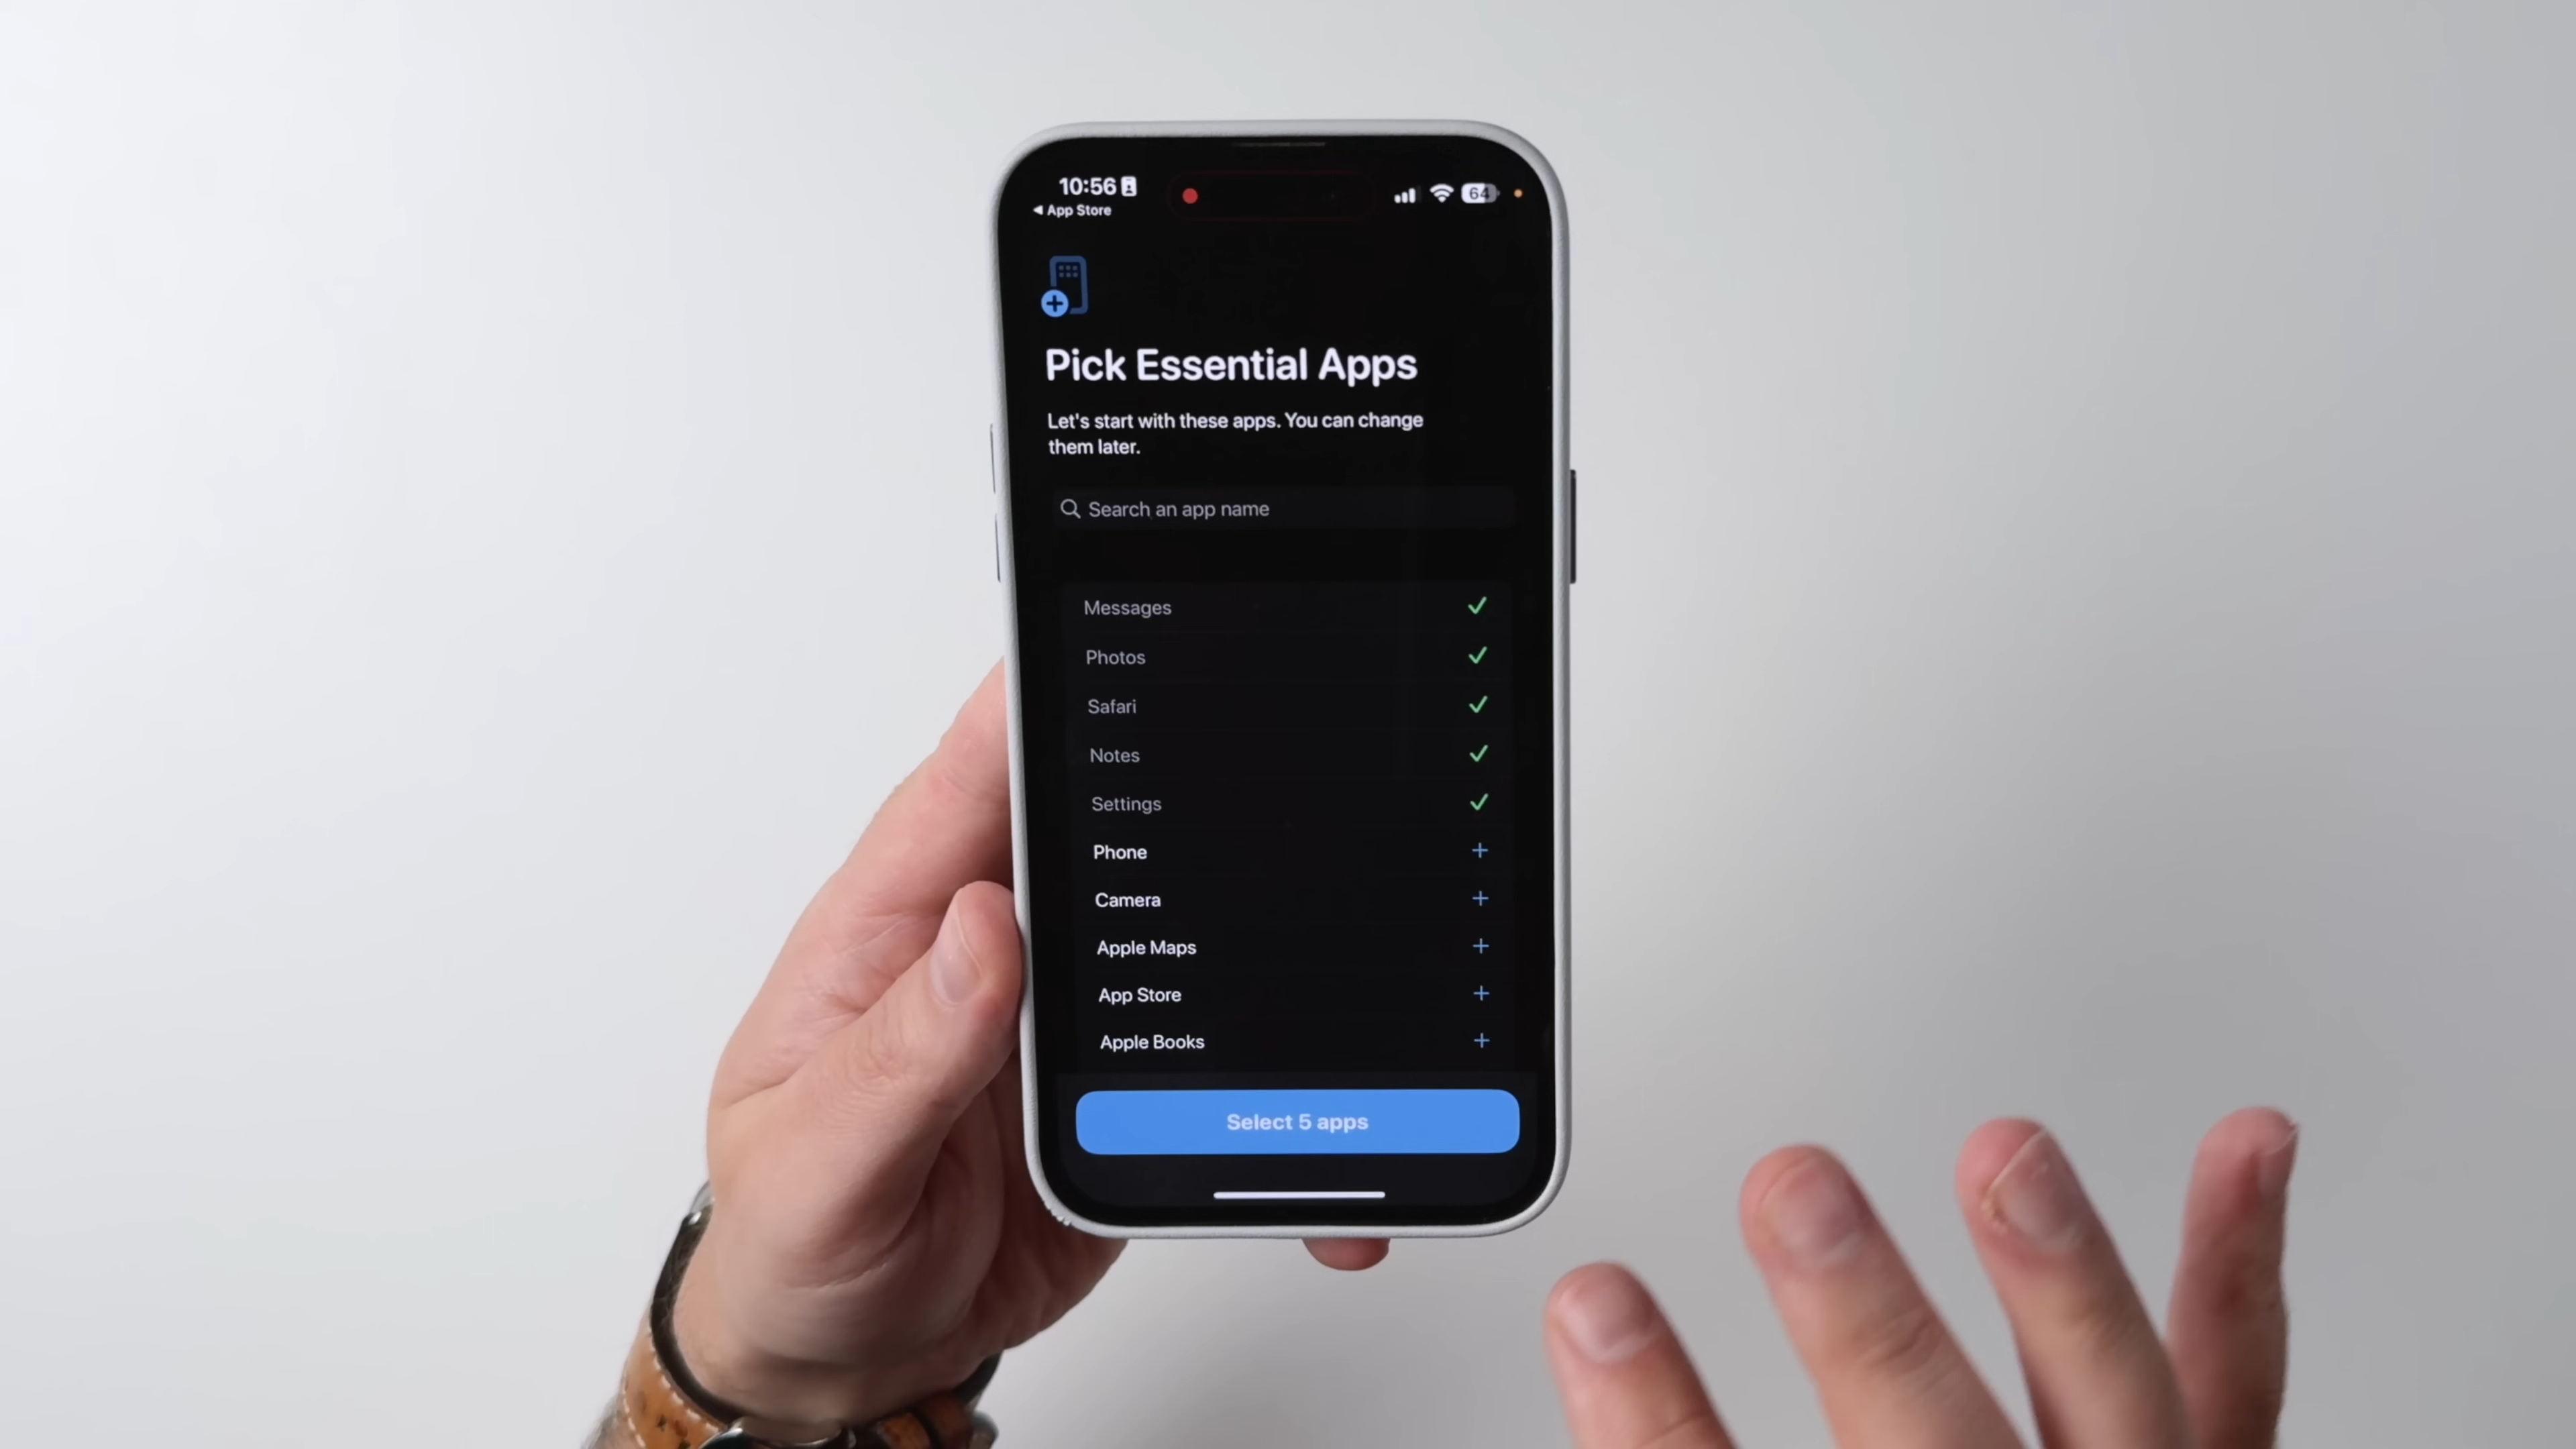 10:56
64
◀ App Store
Pick Essential Apps
Let's start with these apps. You can change
them later.
Search an app name
Messages
Photos
Safari
Notes
Settings
Phone
Camera
Apple Maps
App Store
Apple Books
Select 5 apps